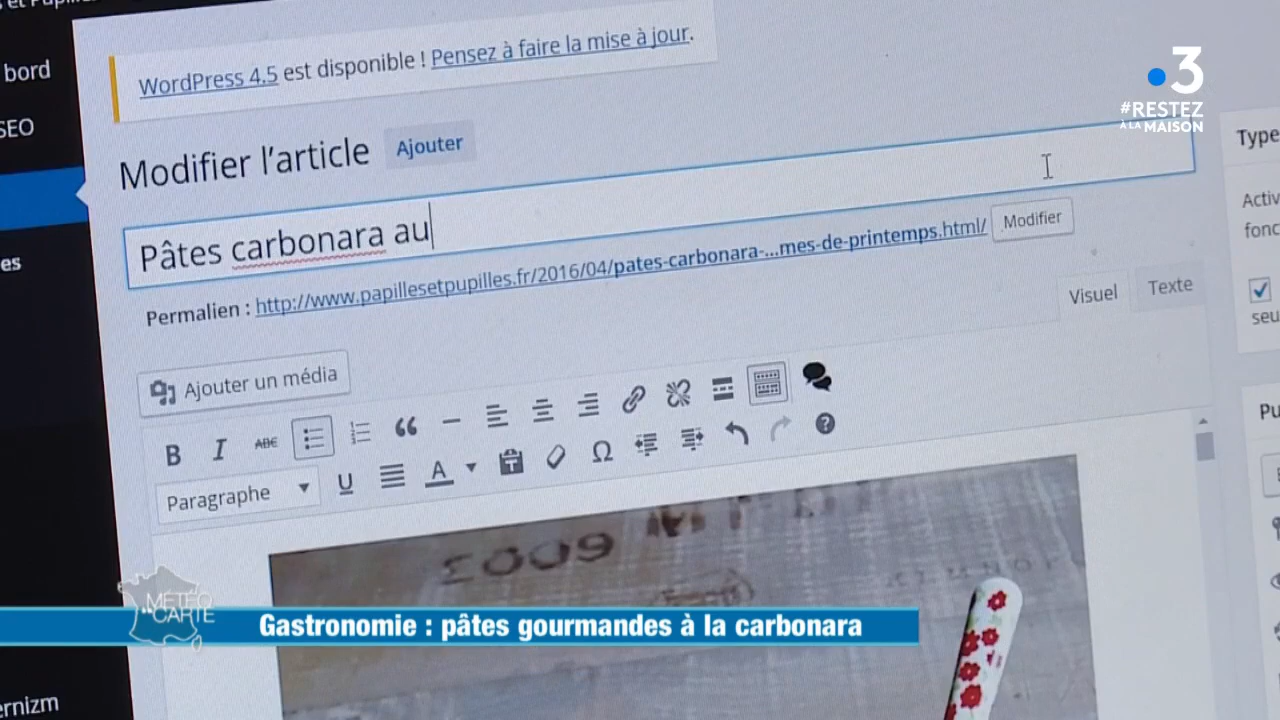 bord
SEO
es
ernizm
WordPress 4.5 est disponible ! Pensez à faire la mise à jour.
3
#RESTEZ
À LA MAISON
Modifier l'article Ajouter
Pâtes carbonara au
Permalien : http://www.papillesetpupilles.fr/2016/04/pates-carbonara-...mes-de-printemps.html/ Modifier
Ajouter un média
Visuel Texte
B I ABC
Paragraphe U A Ω ?
Type
Activ
fonc
seu
Pu
MÉTÉO
À LA CARTE
Gastronomie : pâtes gourmandes à la carbonara